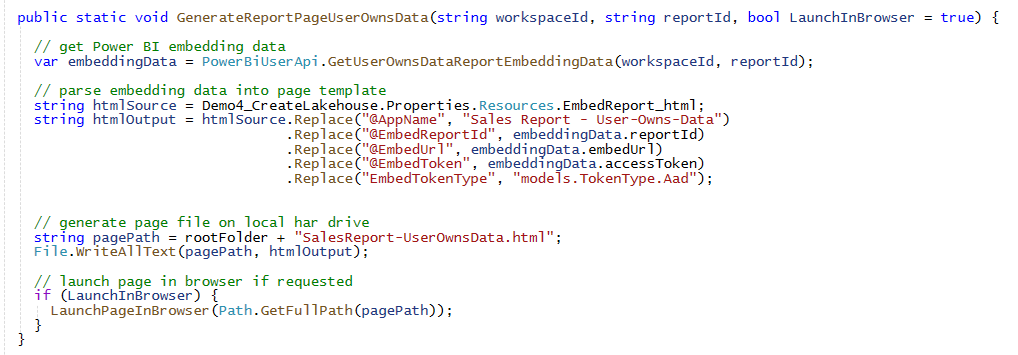 public static void GenerateReportPageUserOwnsData(string workspaceId, string reportId, bool LaunchInBrowser = true) {
// get Power BI embedding data
var embeddingData = PowerBiUserApi.GetUserOwnsDataReportEmbeddingData(workspaceId, reportId);
// parse embedding data into page template
string htmlSource = Demo4_CreateLakehouse.Properties.Resources.EmbedReport_html;
string htmlOutput = htmlSource.Replace("@AppName", "Sales Report - User-Owns-Data")
.Replace("@EmbedReportId", embeddingData.reportId)
.Replace("@EmbedUrl", embeddingData.embedUrl)
.Replace("@EmbedToken", embeddingData.accessToken)
.Replace("EmbedTokenType", "models.TokenType.Aad");
// generate page file on local har drive
string pagePath = rootFolder + "SalesReport-UserOwnsData.html";
File.WriteAllText(pagePath, htmlOutput);
// launch page in browser if requested
if (LaunchInBrowser) {
LaunchPageInBrowser(Path.GetFullPath(pagePath));
}
}